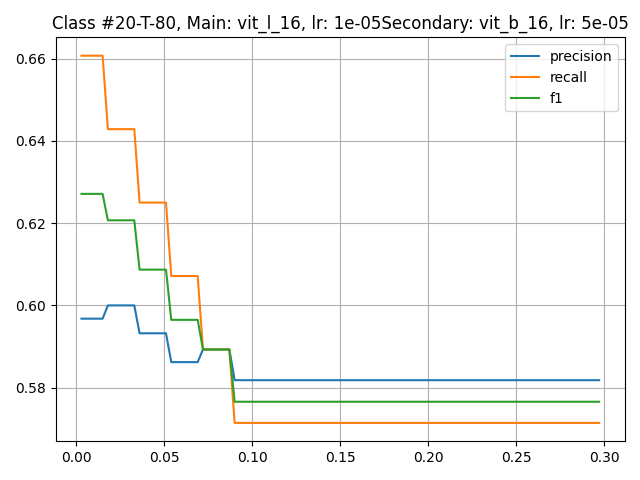 Class #20-T-80, Main: vit_l_16, lr: 1e-05Secondary: vit_b_16, lr: 5e-05
precision
recall
f1
0.66
0.64
0.62
0.60
0.58
0.00 0.05 0.10 0.15 0.20 0.25 0.30